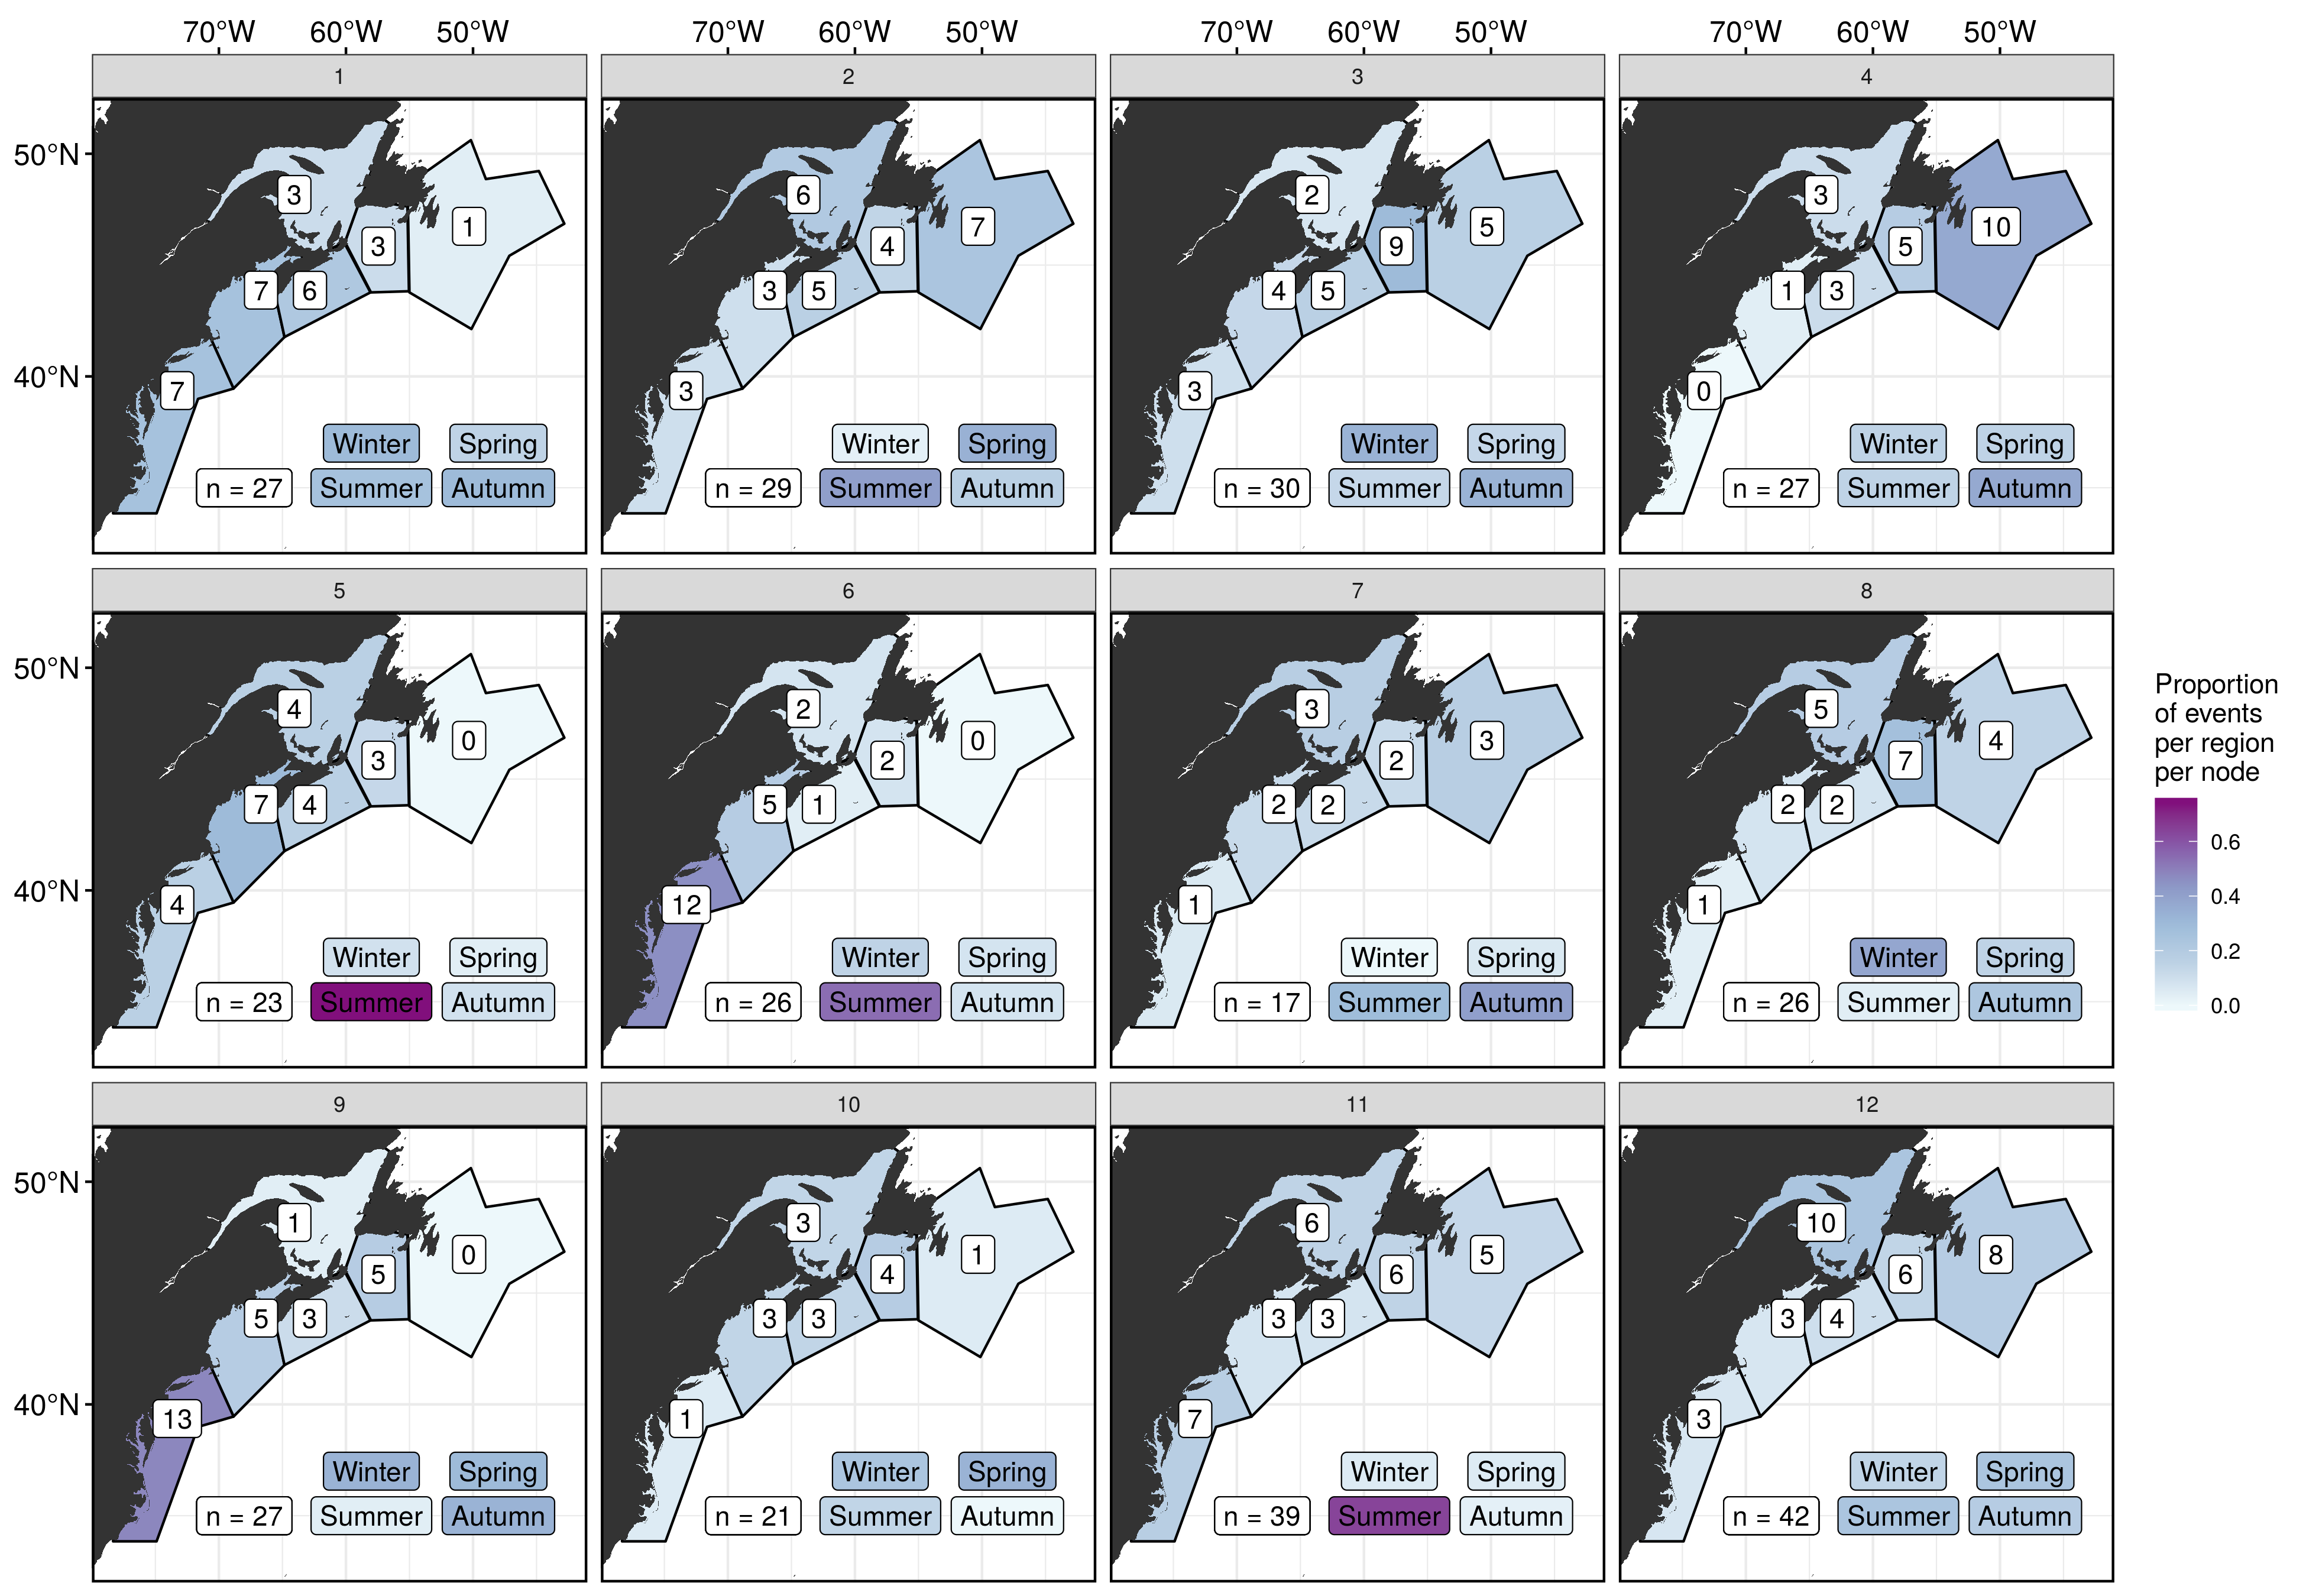 70°W 60°W 50°W 70°W 60°W 50°W 70°W 60°W 50°W 70°W 60°W 50°W
1 2 3 4
50°N
40°N
3
1
3
7 6
7
Winter Spring
n = 27 Summer Autumn
6
7
4
3 5
3
Winter Spring
n = 29 Summer Autumn
2
5
9
4 5
3
Winter Spring
n = 30 Summer Autumn
3
10
5
1 3
0
Winter Spring
n = 27 Summer Autumn
5 6 7 8
50°N
40°N
4
0
3
7 4
4
Winter Spring
n = 23 Summer Autumn
2
0
2
5 1
12
Winter Spring
n = 26 Summer Autumn
3
3
2
2 2
1
Winter Spring
n = 17 Summer Autumn
5
4
7
2 2
1
Winter Spring
n = 26 Summer Autumn
9 10 11 12
50°N
40°N
1
0
5
5 3
13
Winter Spring
n = 27 Summer Autumn
3
1
4
3 3
1
Winter Spring
n = 21 Summer Autumn
6
5
6
3 3
7
Winter Spring
n = 39 Summer Autumn
10
8
6
3 4
3
Winter Spring
n = 42 Summer Autumn
Proportion
of events
per region
per node
0.6
0.4
0.2
0.0